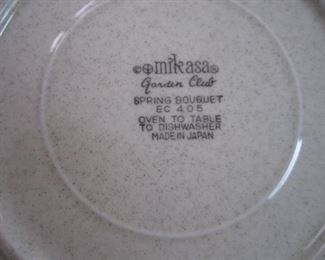 ©mikasa®
Garden Club
SPRING BOUQUET
EC 405
OVEN TO TABLE
TO DISHWASHER
MADE IN JAPAN